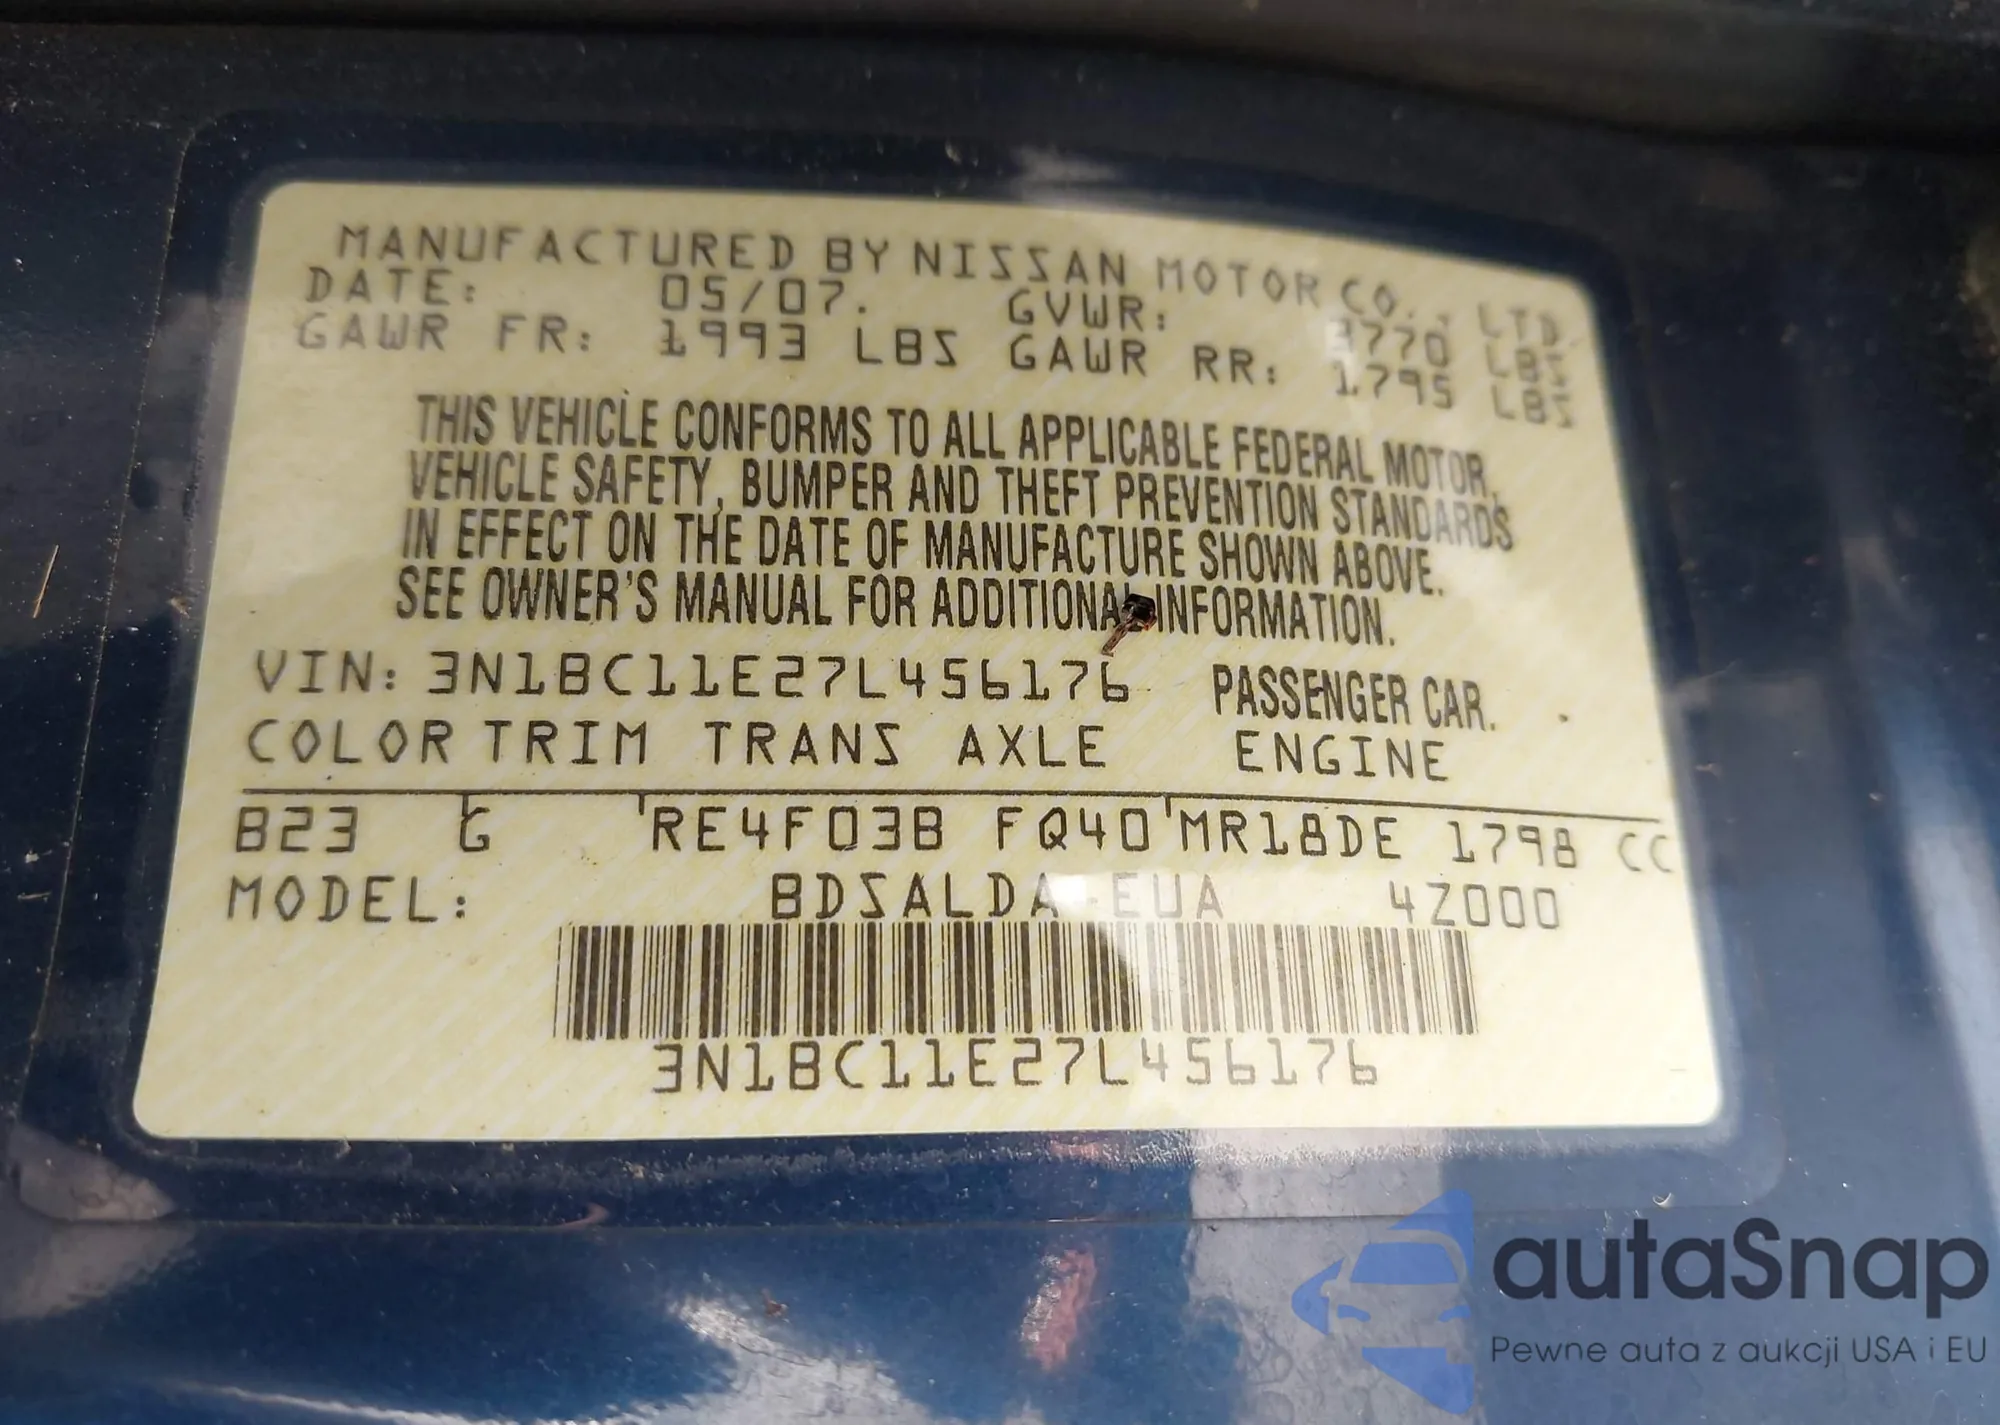 MANUFACTURED BY NISSAN MOTOR CO., LTD.
DATE: 05/07. GVWR: 3770 LBS
GAWR FR: 1993 LBS GAWR RR: 1795 LBS
THIS VEHICLE CONFORMS TO ALL APPLICABLE FEDERAL MOTOR
VEHICLE SAFETY, BUMPER AND THEFT PREVENTION STANDARDS
IN EFFECT ON THE DATE OF MANUFACTURE SHOWN ABOVE.
SEE OWNER'S MANUAL FOR ADDITIONAL INFORMATION.
VIN: 3N1BC11E27L456176 PASSENGER CAR.
COLOR TRIM TRANS AXLE ENGINE
B23 G RE4F03B FQ40 MR18DE 1798 CC
MODEL: BDSALDA-EUA 4Z000
3N1BC11E27L456176
autaSnap
Pewne auta z aukcji USA i EU